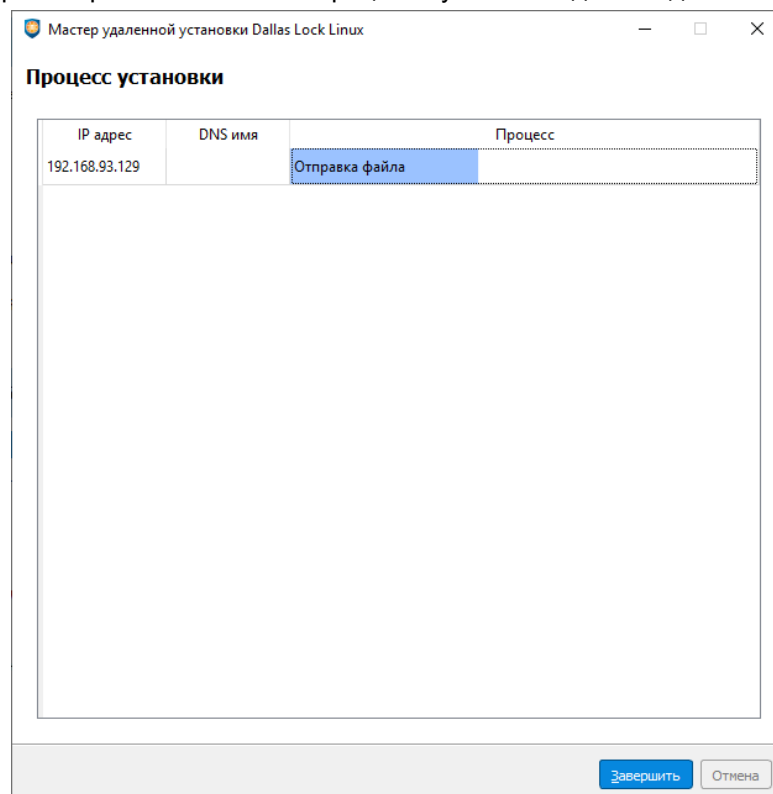 Мастер удаленной установки Dallas Lock Linux
Процесс установки
IP адрес DNS имя Процесс
192.168.93.129 Отправка файла
Завершить Отмена